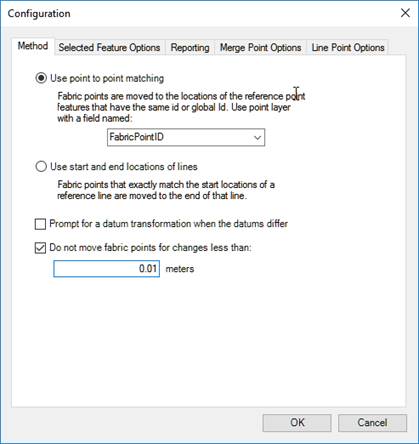 Configuration
Method Selected Feature Options Reporting Merge Point Options Line Point Options
Use point to point matching
Fabric points are moved to the locations of the reference point
features that have the same id or global Id. Use point layer
with a field named:
FabricPointID
Use start and end locations of lines
Fabric points that exactly match the start locations of a
reference line are moved to the end of that line.
Prompt for a datum transformation when the datums differ
Do not move fabric points for changes less than:
0.01 meters
OK Cancel